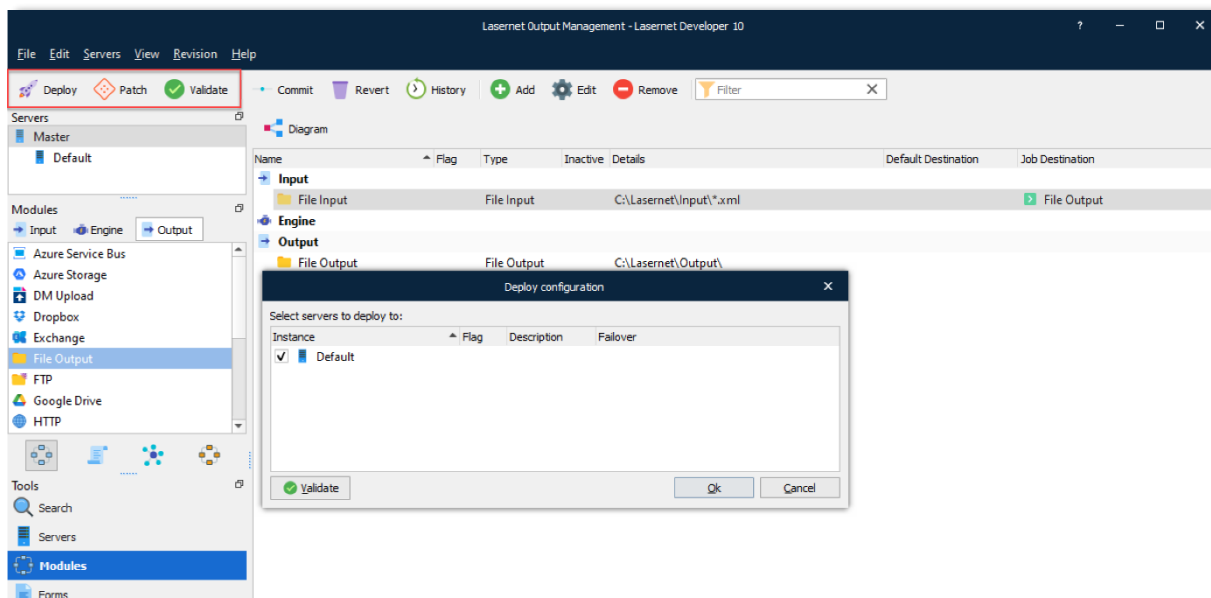 Lasernet Output Management - Lasernet Developer 10
File Edit Servers View Revision Help
Deploy Patch Validate Commit Revert History Add Edit Remove Filter
Servers
Master
Default
Diagram
Name Flag Type Inactive Details Default Destination Job Destination
Input
File Input File Input C:\Lasernet\Input\*.xml File Output
Engine
Output
File Output File Output C:\Lasernet\Output\
Modules
Input Engine Output
Azure Service Bus
Azure Storage
DM Upload
Dropbox
Exchange
File Output
FTP
Google Drive
HTTP
Deploy configuration
Select servers to deploy to:
Instance Flag Description Failover
Default
Validate Ok Cancel
Tools
Search
Servers
Modules
Forms